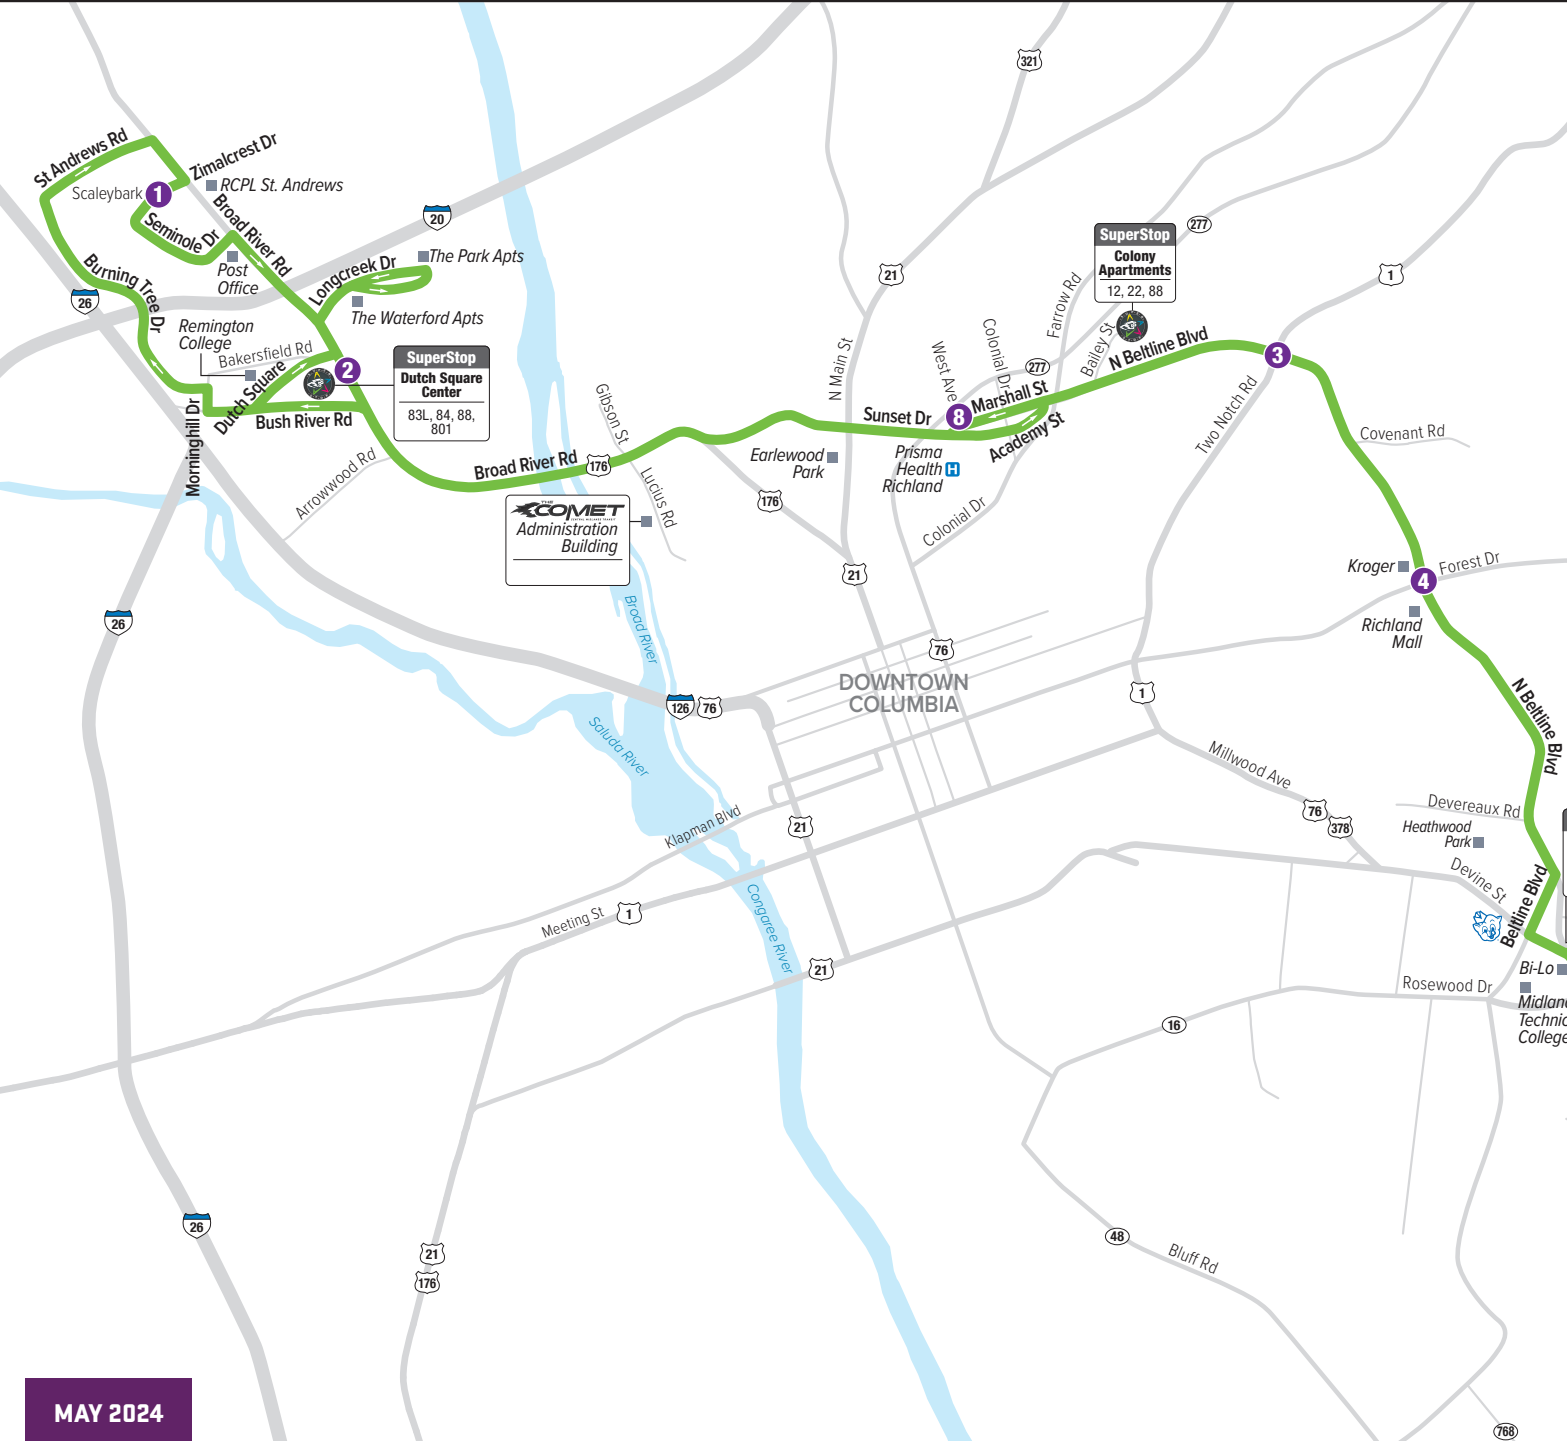 321
St Andrews Rd
Zimalcrest Dr
Scaleybark
1
RCPL St. Andrews
Seminole Dr
Broad River Rd
20
277
SuperStop
Colony
Apartments
12, 22, 88
Burning Tree Dr
Post
Office
Longcreek Dr
The Park Apts
21
1
26
The Waterford Apts
Remington
College
Bakersfield Rd
2
SuperStop
Dutch Square
Center
83L, 84, 88,
801
Dutch Square
Bush River Rd
Morninghill Dr
Arrowwood Rd
Broad River Rd
176
Gibson St
Lucius Rd
THE
COMET
Administration
Building
N Main St
Sunset Dr
Earlewood
Park
176
21
West Ave
Colonial Dr
277
Farrow Rd
Bailey St
8
Marshall St
Academy St
N Beltline Blvd
Prisma
Health H
Richland
Colonial Dr
3
Two Notch Rd
Covenant Rd
Kroger
4
Forest Dr
Richland
Mall
26
Broad River
76
DOWNTOWN
COLUMBIA
126
76
1
Saluda River
N Beltline Blvd
Millwood Ave
76
378
Devereaux Rd
Heathwood
Park
Klapman Blvd
21
Devine St
Beltline Blvd
Meeting St
1
Congaree River
21
Bi-Lo
Rosewood Dr
Midlan
Technic
College
16
26
21
176
48
Bluff Rd
MAY 2024
768